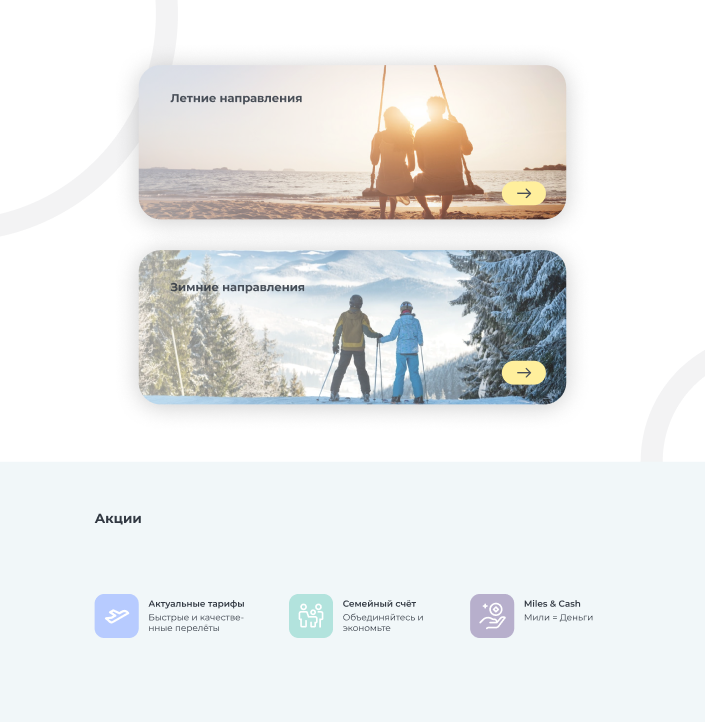 Летние направления
Зимние направления
Акции
Актуальные тарифы
Быстрые и качестве-
нные перелёты
Семейный счёт
Объединяйтесь и
экономьте
Miles & Cash
Мили = Деньги